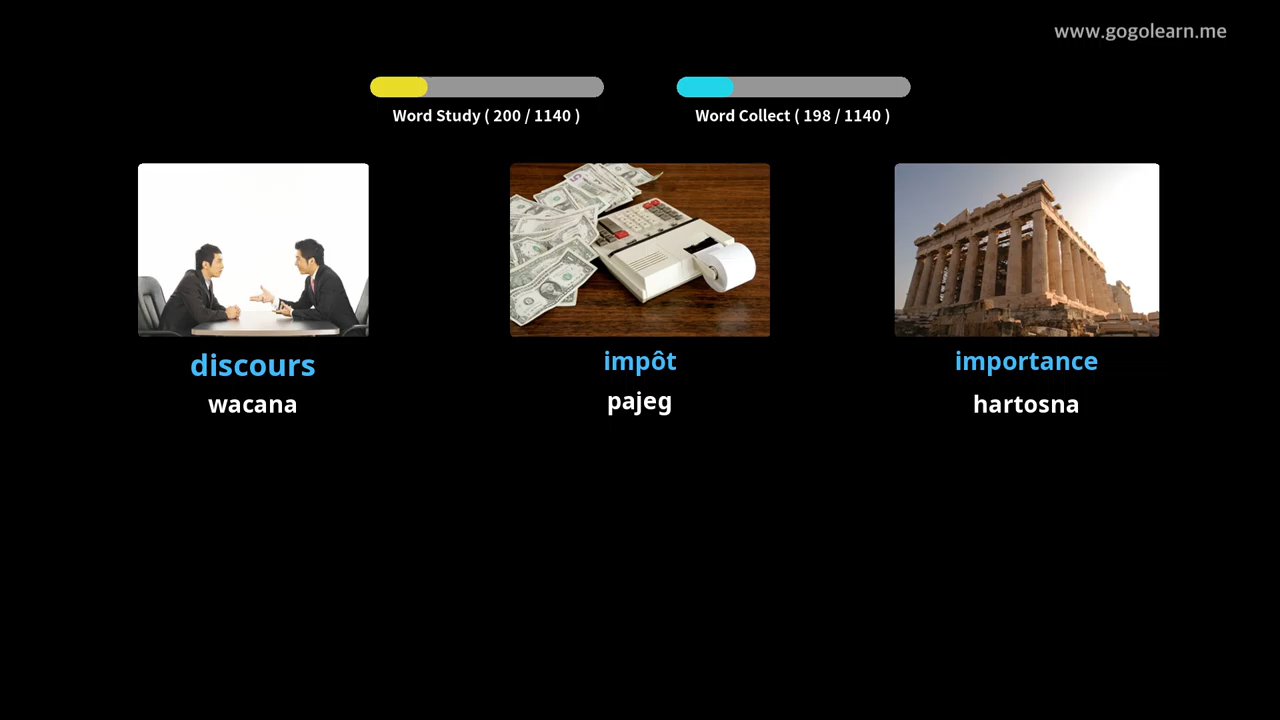 www.gogolearn.me
Word Study ( 200 / 1140 )
Word Collect ( 198 / 1140 )
discours
wacana
impôt
pajeg
importance
hartosna